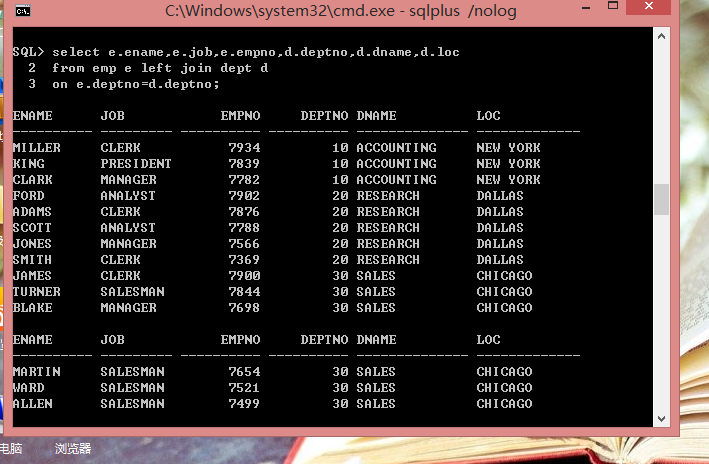 C:\Windows\system32\cmd.exe - sqlplus /nolog
SQL> select e.ename,e.job,e.empno,d.deptno,d.dname,d.loc
2 from emp e left join dept d
3 on e.deptno=d.deptno;
ENAME JOB EMPNO DEPTNO DNAME LOC
---------- --------- ---------- ---------- -------------- -------------
MILLER CLERK 7934 10 ACCOUNTING NEW YORK
KING PRESIDENT 7839 10 ACCOUNTING NEW YORK
CLARK MANAGER 7782 10 ACCOUNTING NEW YORK
FORD ANALYST 7902 20 RESEARCH DALLAS
ADAMS CLERK 7876 20 RESEARCH DALLAS
SCOTT ANALYST 7788 20 RESEARCH DALLAS
JONES MANAGER 7566 20 RESEARCH DALLAS
SMITH CLERK 7369 20 RESEARCH DALLAS
JAMES CLERK 7900 30 SALES CHICAGO
TURNER SALESMAN 7844 30 SALES CHICAGO
BLAKE MANAGER 7698 30 SALES CHICAGO
ENAME JOB EMPNO DEPTNO DNAME LOC
---------- --------- ---------- ---------- -------------- -------------
MARTIN SALESMAN 7654 30 SALES CHICAGO
WARD SALESMAN 7521 30 SALES CHICAGO
ALLEN SALESMAN 7499 30 SALES CHICAGO
电脑 浏览器